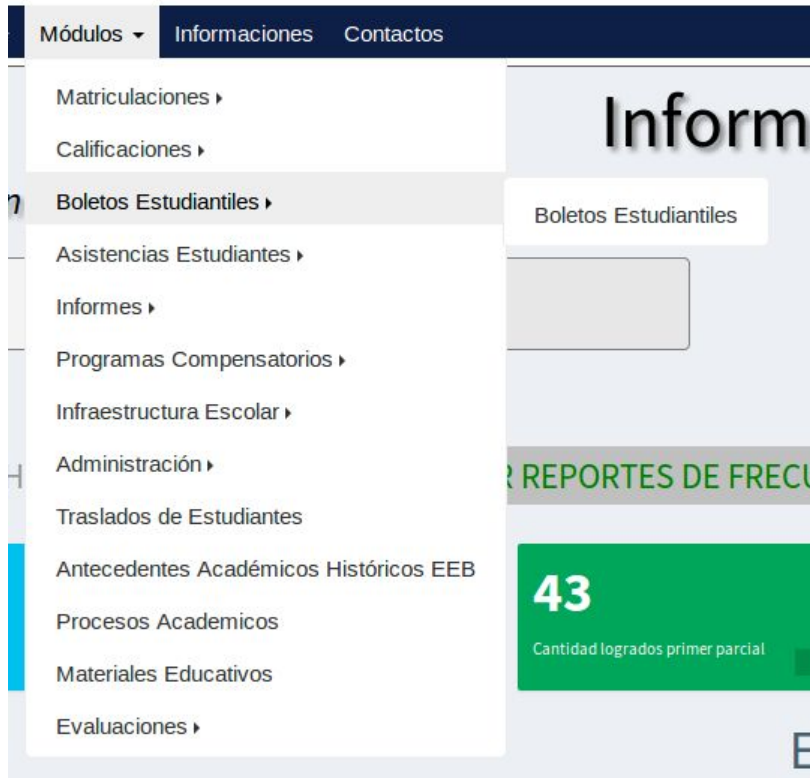 Módulos Informaciones Contactos
Matriculaciones
Calificaciones
Boletos Estudiantiles
Boletos Estudiantiles
Asistencias Estudiantes
Informes
Programas Compensatorios
Infraestructura Escolar
Administración
Traslados de Estudiantes
Antecedentes Académicos Históricos EEB
Procesos Academicos
Materiales Educativos
Evaluaciones
Inform
REPORTES DE FREC
43
Cantidad logrados primer parcial